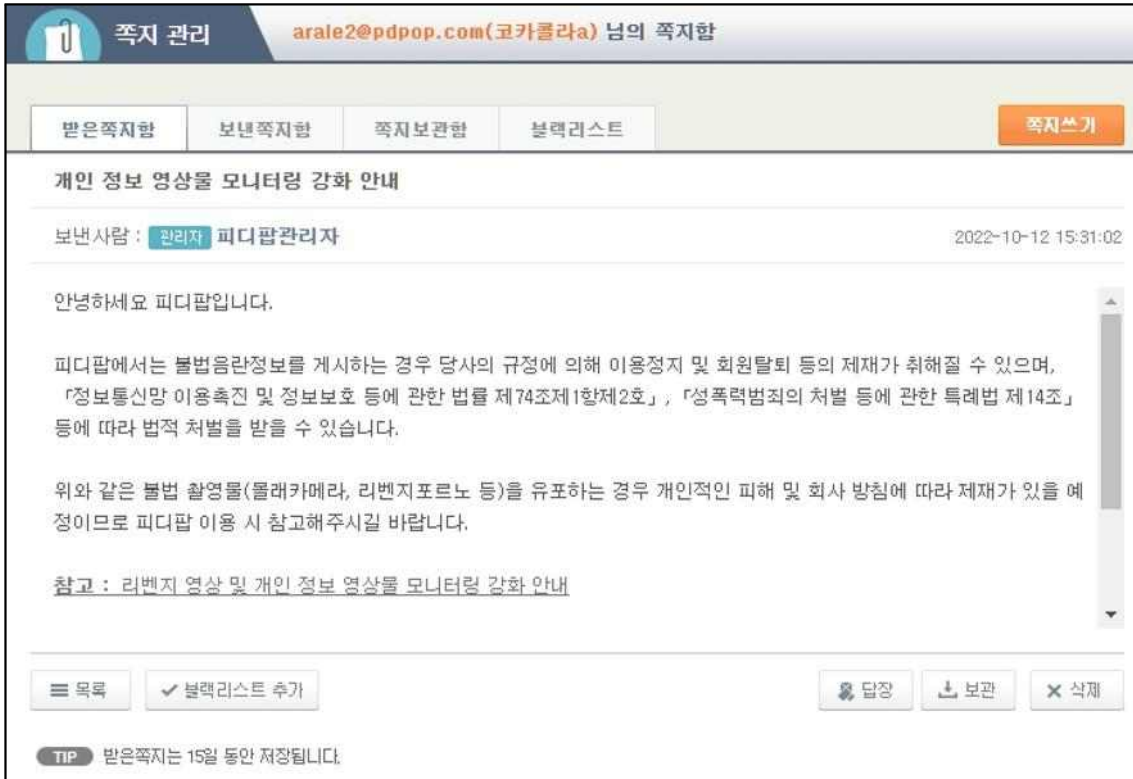 쪽지 관리
arale2@pdpop.com(코카콜라a) 님의 쪽지함
받은쪽지함
보낸쪽지함
쪽지보관함
블랙리스트
쪽지쓰기
개인 정보 영상물 모니터링 강화 안내
보낸사람 : 관리자 피디팝관리자
2022-10-12 15:31:02
안녕하세요 피디팝입니다.
피디팝에서는 불법음란정보를 게시하는 경우 당사의 규정에 의해 이용정지 및 회원탈퇴 등의 제재가 취해질 수 있으며,
「정보통신망 이용촉진 및 정보보호 등에 관한 법률 제74조제1항제2호」, 「성폭력범죄의 처벌 등에 관한 특례법 제14조」
등에 따라 법적 처벌을 받을 수 있습니다.
위와 같은 불법 촬영물(몰래카메라, 리벤지포르노 등)을 유포하는 경우 개인적인 피해 및 회사 방침에 따라 제재가 있을 예
정이므로 피디팝 이용 시 참고해주시길 바랍니다.
참고 : 리벤지 영상 및 개인 정보 영상물 모니터링 강화 안내
목록
블랙리스트 추가
답장
보관
삭제
TIP 받은쪽지는 15일 동안 저장됩니다.